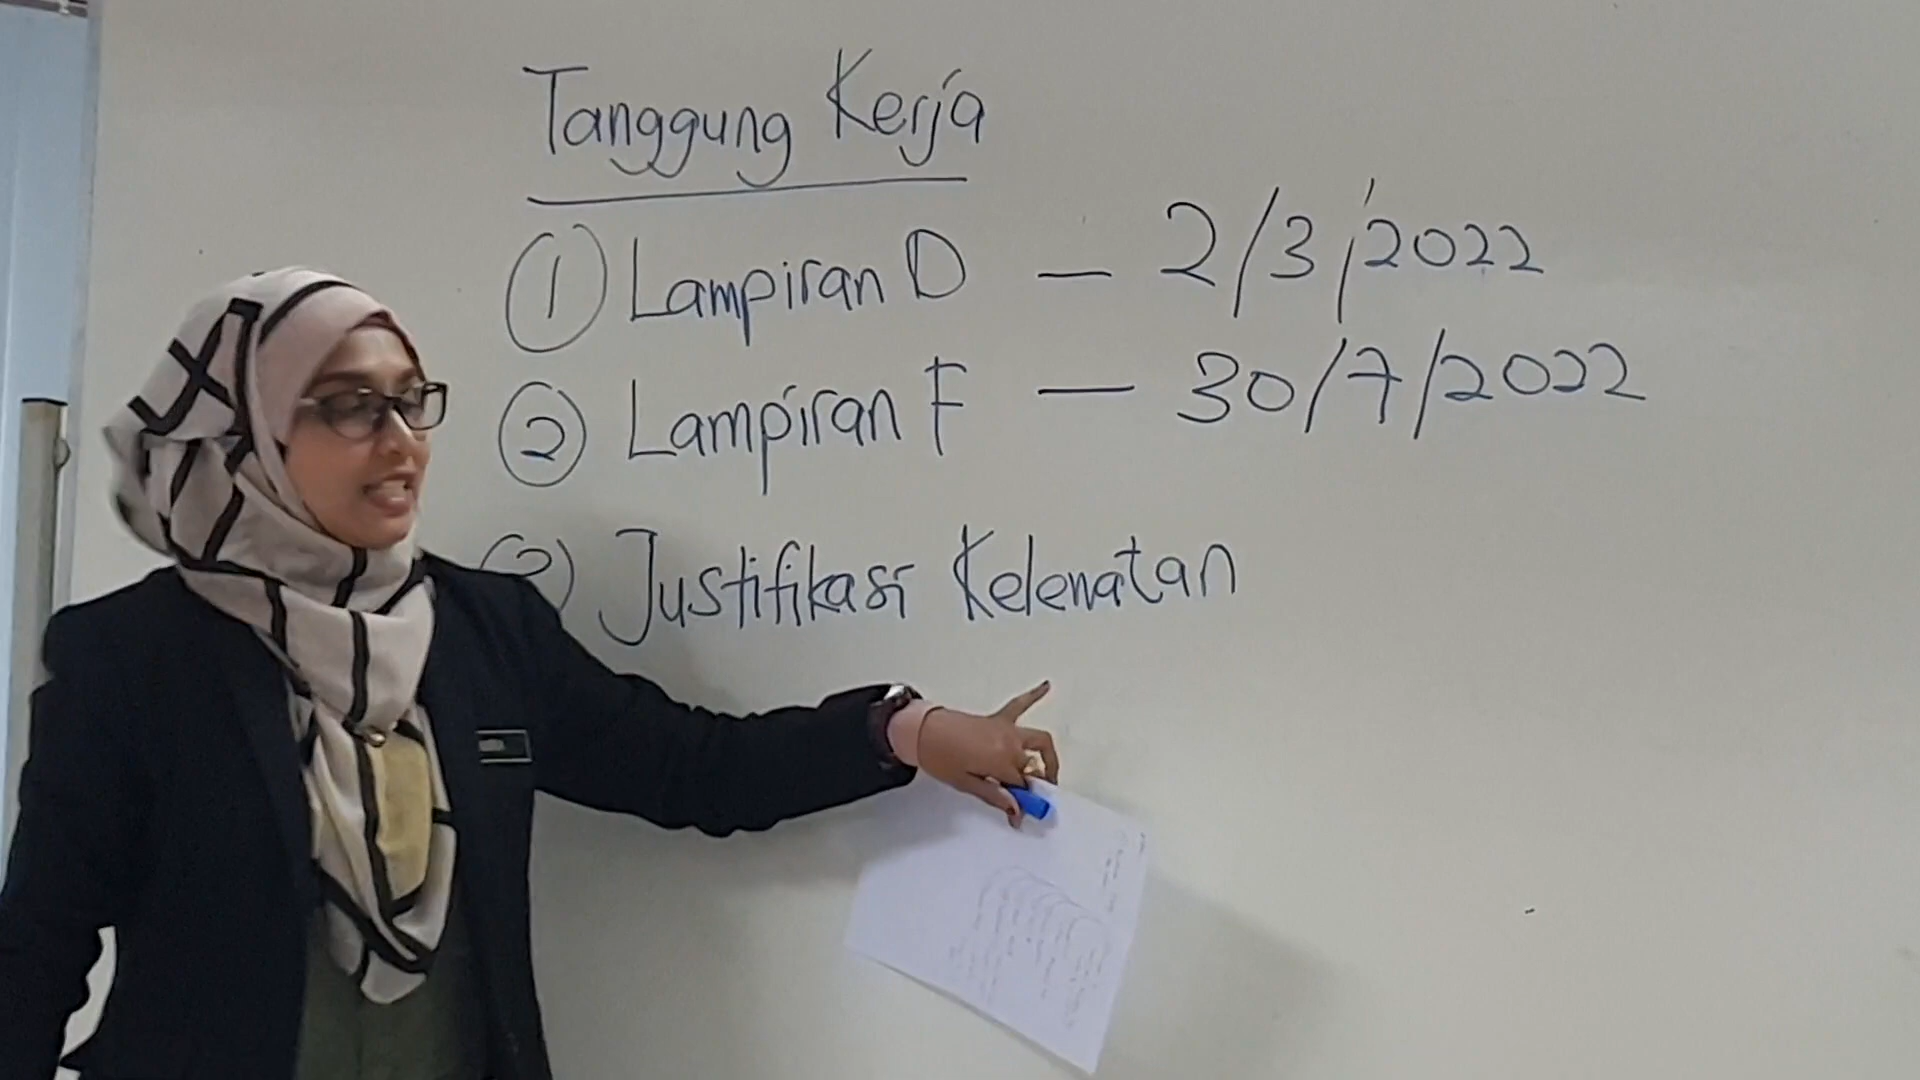 Tanggung Kerja
① Lampiran D — 2/3/2022
② Lampiran F — 30/7/2022
Justifikasi Kelewatan